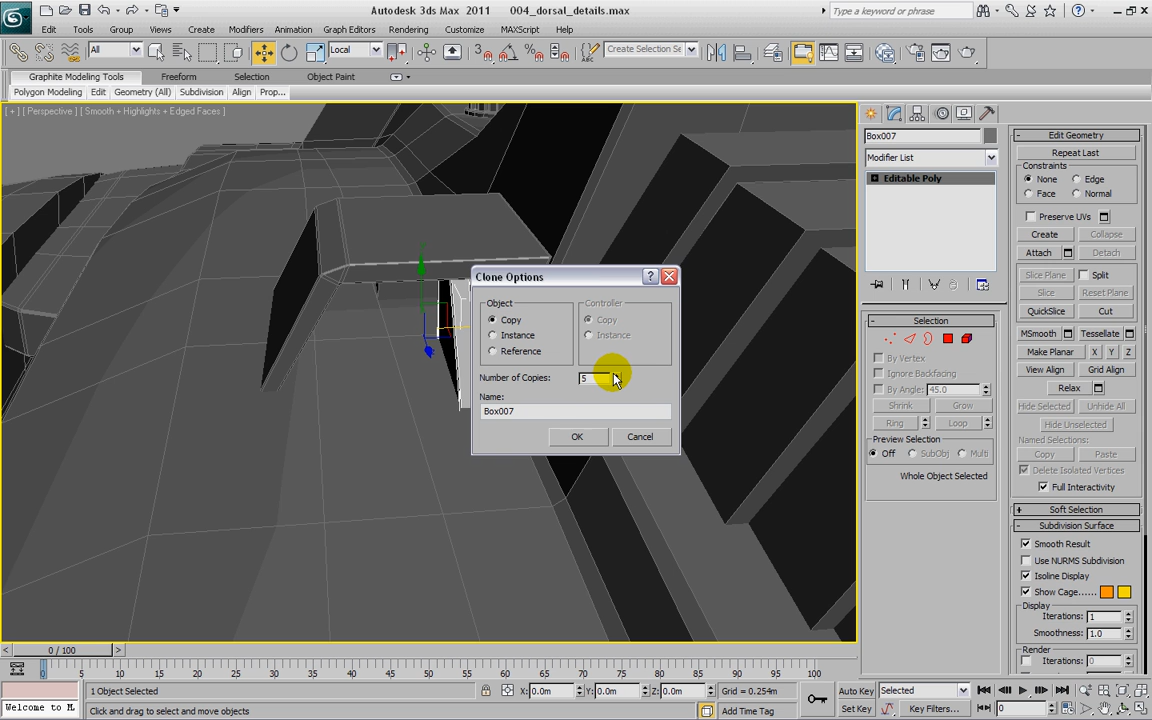 Autodesk 3ds Max 2011 004_dorsal_details.max
Type a keyword or phrase
Edit Tools Group Views Create Modifiers Animation Graph Editors Rendering Customize MAXScript Help
All Local Create Selection Se
Graphite Modeling Tools Freeform Selection Object Paint
Polygon Modeling Edit Geometry (All) Subdivision Align Prop...
[ + ] [ Perspective ] [ Smooth + Highlights + Edged Faces ]
Clone Options
Object
Copy
Instance
Reference
Controller
Copy
Instance
Number of Copies: 5
Name:
Box007
OK Cancel
Box007
Modifier List
Editable Poly
Selection
By Vertex
Ignore Backfacing
By Angle: 45.0
Shrink Grow
Ring Loop
Preview Selection
Off SubObj Multi
Whole Object Selected
Edit Geometry
Repeat Last
Constraints
None Edge
Face Normal
Preserve UVs
Create Collapse
Attach Detach
Slice Plane Split
Slice Reset Plane
QuickSlice Cut
MSmooth Tessellate
Make Planar X Y Z
View Align Grid Align
Relax
Hide Selected Unhide All
Hide Unselected
Named Selections:
Copy Paste
Delete Isolated Vertices
Full Interactivity
Soft Selection
Subdivision Surface
Smooth Result
Use NURMS Subdivision
Isoline Display
Show Cage......
Display
Iterations: 1
Smoothness: 1.0
Render
Iterations: 0
0 / 100
0 5 10 15 20 25 30 35 40 45 50 55 60 65 70 75 80 85 90 95 100
1 Object Selected X: 0.0m Y: 0.0m Z: 0.0m Grid = 0.254m Auto Key Selected
Welcome to M Click and drag to select and move objects Add Time Tag Set Key Key Filters... 0